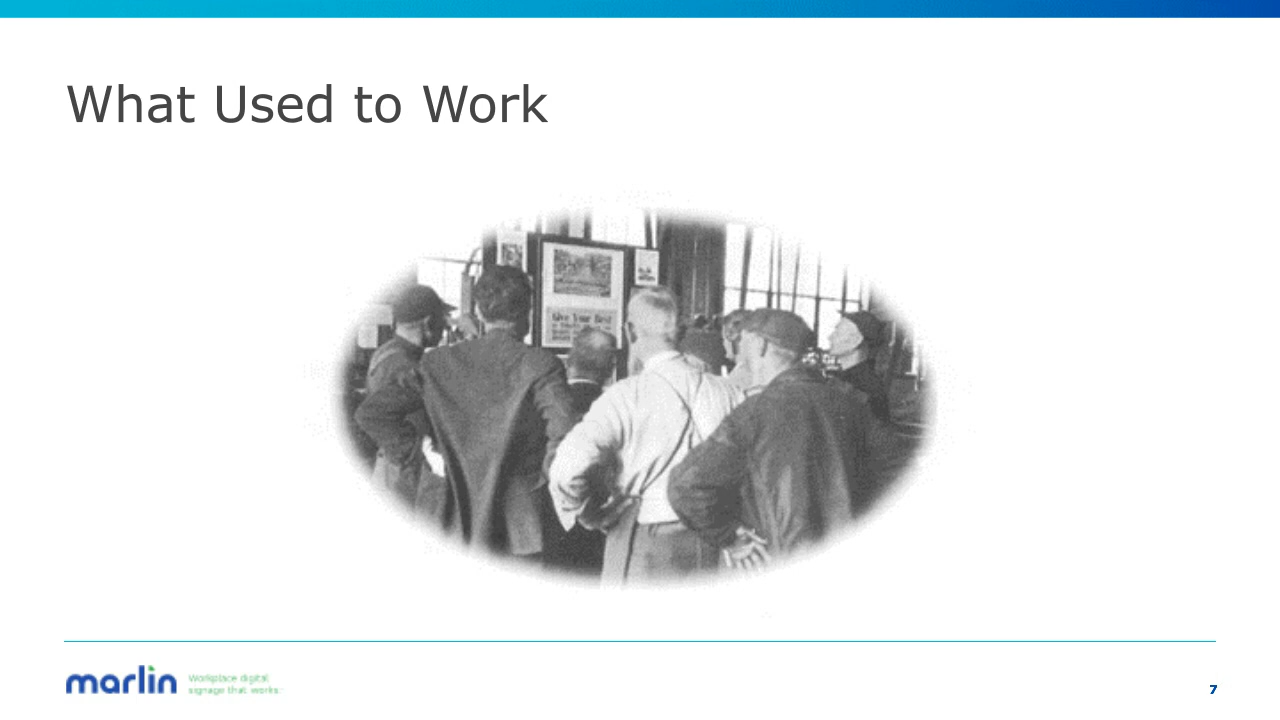 What Used to Work
Give Your Best
marlin
Workplace digital
signage that works.
7